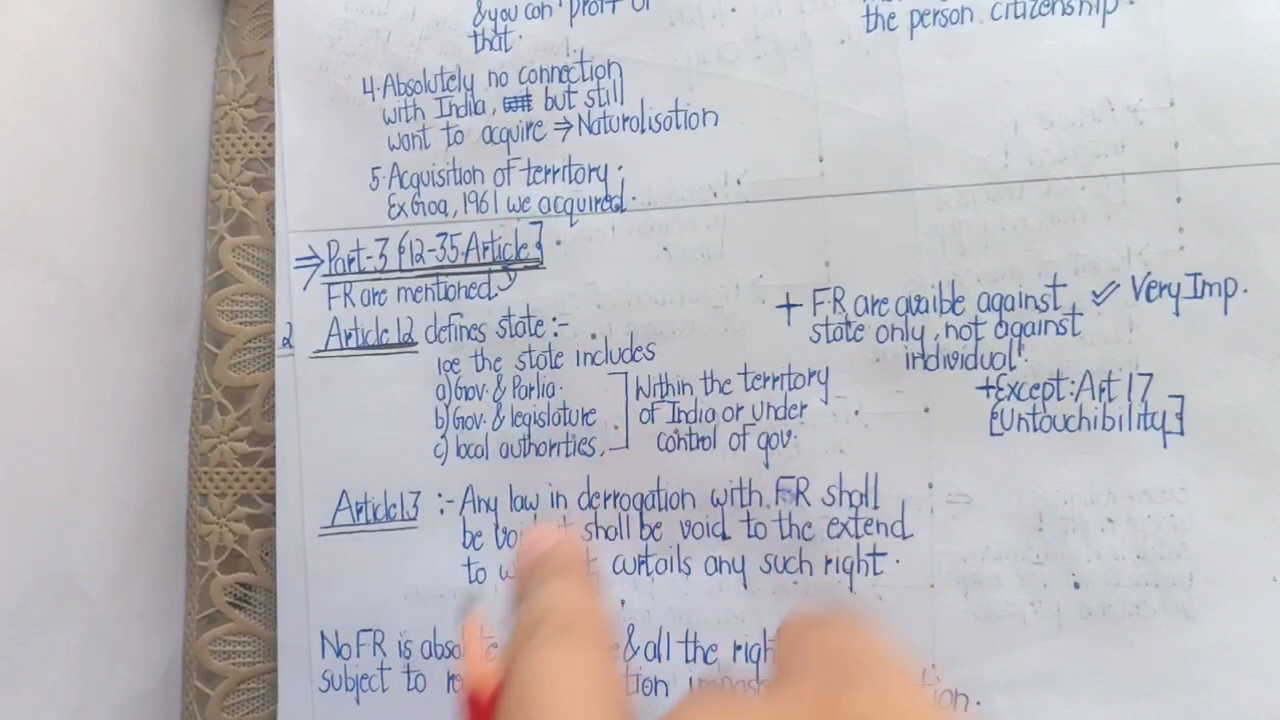 &you can't profit of
that.
the person citizenship.
4. Absolutely no connection
with India, but still
want to acquire ⇒ Naturalisation
5. Acquisition of territory.
Ex Goa, 1961 we acquired.
⇒ Part-3 {12-35 Article}
FR are mentioned
2 Article 12 defines state :-
the state includes
a) Gov. & Parlia.
b) Gov. & legislature
c) local authorities,
Within the territory
of India or under
control of gov.
+ F.R are avaible against
state only, not against
individual.
✓ Very Imp.
+Except: Art 17
[Untouchibility]
Article 13 :- Any law in derrogation with FR shall
be shall be void to the extend
to curtails any such right.
No FR is & all the
subject to